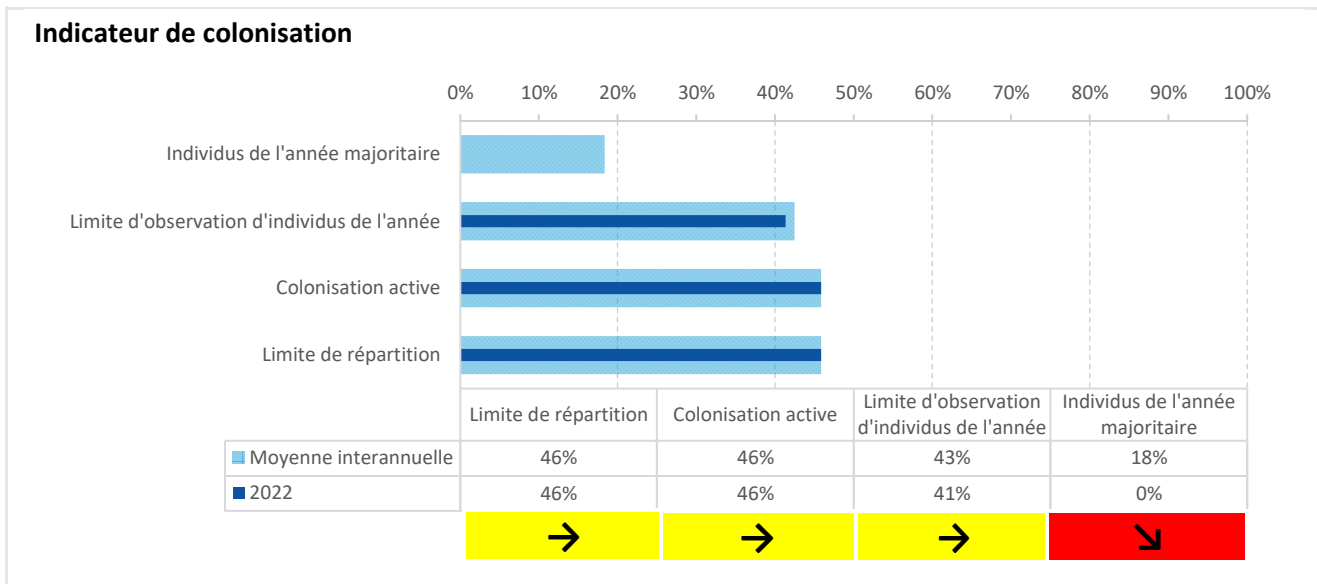 Indicateur de colonisation
0% 10% 20% 30% 40% 50% 60% 70% 80% 90% 100%
Individus de l'année majoritaire
Limite d'observation d'individus de l'année
Colonisation active
Limite de répartition
Limite de répartition Colonisation active Limite d'observation d'individus de l'année Individus de l'année majoritaire
Moyenne interannuelle 46% 46% 43% 18%
2022 46% 46% 41% 0%